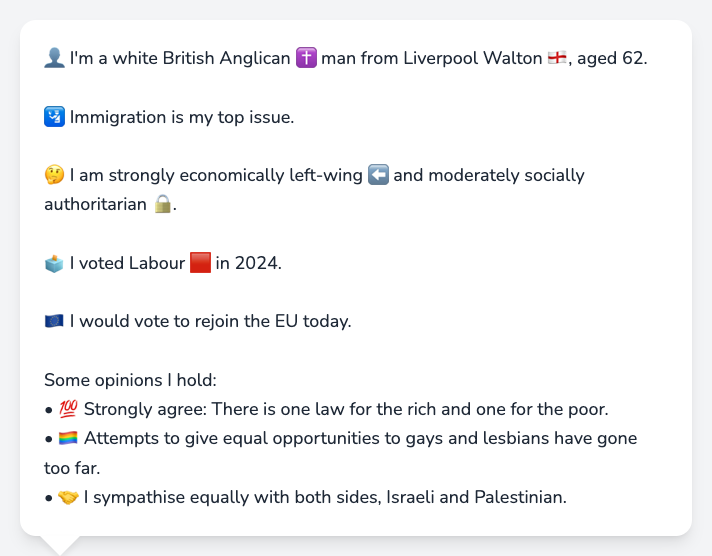 👤 I'm a white British Anglican ✝️ man from Liverpool Walton 🏴󠁧󠁢󠁥󠁮󠁧󠁿, aged 62.
🛂 Immigration is my top issue.
🤔 I am strongly economically left-wing ⬅️ and moderately socially
authoritarian 🔒.
🗳️ I voted Labour 🟥 in 2024.
🇪🇺 I would vote to rejoin the EU today.
Some opinions I hold:
• 💯 Strongly agree: There is one law for the rich and one for the poor.
• 🏳️‍🌈 Attempts to give equal opportunities to gays and lesbians have gone
too far.
• 🤝 I sympathise equally with both sides, Israeli and Palestinian.